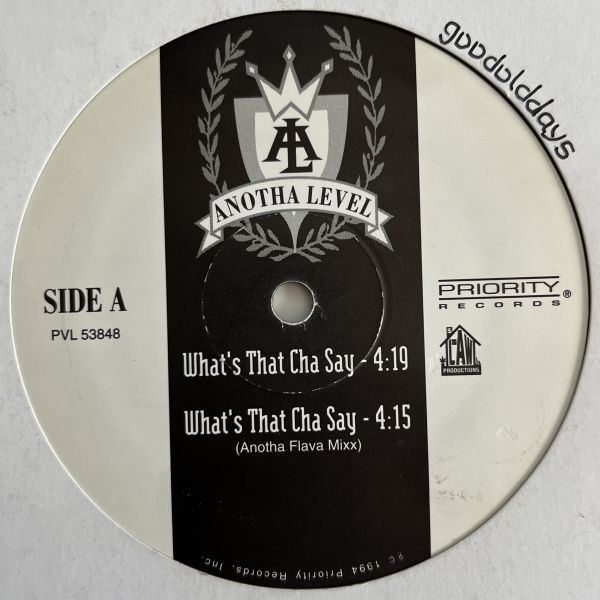 goodolddays
AL
ANOTHA LEVEL
SIDE A
PVL 53848
PRIORITY
RECORDS ®
PRODUCTIONS
What's That Cha Say - 4:19
What's That Cha Say - 4:15
(Anotha Flava Mixx)
1994 Priority Records, Inc.